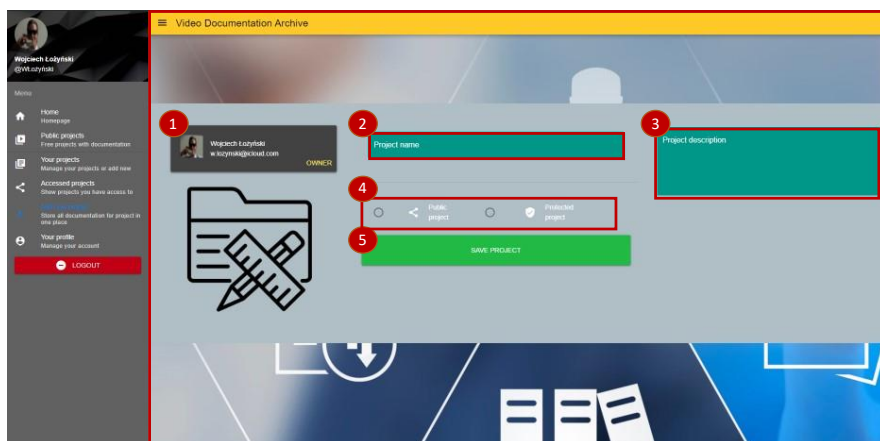 Wojciech Łożyński
@WŁożyński
Menu
Home
Homepage
Public projects
Free projects with documentation
Your projects
Manage your projects or add new
Accessed projects
Show projects you have access to
Store all documentation for project in
one place
Your profile
Manage your account
LOGOUT
Video Documentation Archive
1
Wojciech Łożyński
w.lozynski@icloud.com
OWNER
2
Project name
3
Project description
4
Public
project
Protected
project
5
SAVE PROJECT